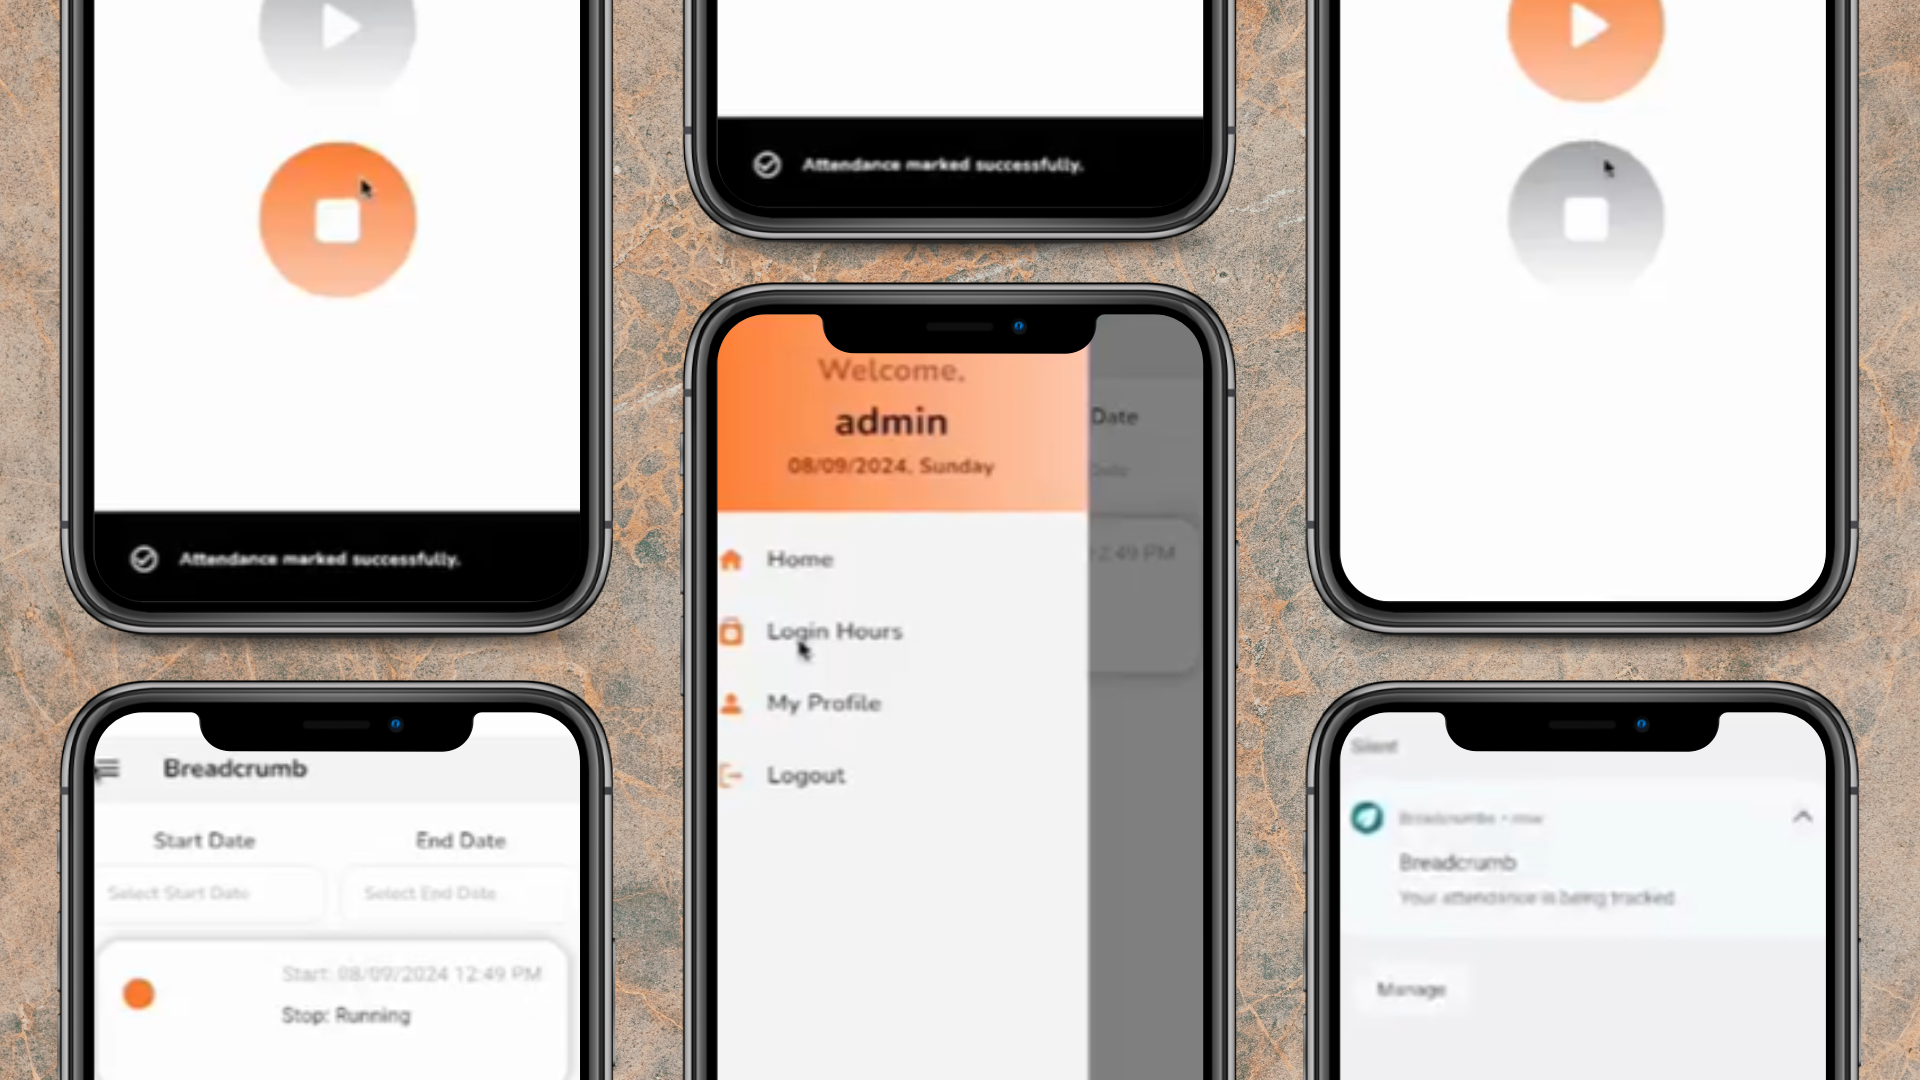 Attendance marked successfully.
Breadcrumb
Start Date
End Date
Select Start Date
Select End Date
Start: 08/09/2024 12:49 PM
Stop: Running
Attendance marked successfully.
Welcome,
admin
08/09/2024, Sunday
Home
Login Hours
My Profile
Logout
Date
Date
12:49 PM
Silent
Breadcrumbs • now
Breadcrumb
Your attendance is being tracked
Manage